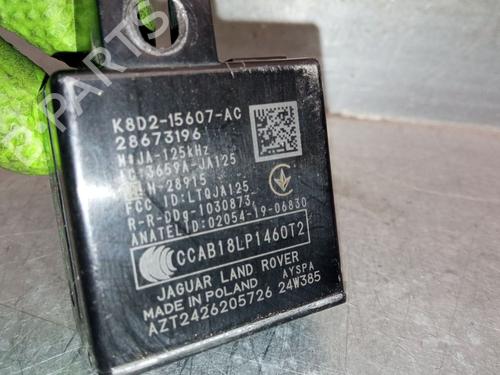 K8D2-15607-AC
28673196
M#JA-125kHz
IC:3659A-JA125
N-28915
FCC ID:LTQJA125
R-R-DDg-1030873
ANATEL ID:02054-19-06830
CCAB18LP1460T2
JAGUAR LAND ROVER
MADE IN POLAND AYSPA
AZT2426205726 24W385
B-PARTS